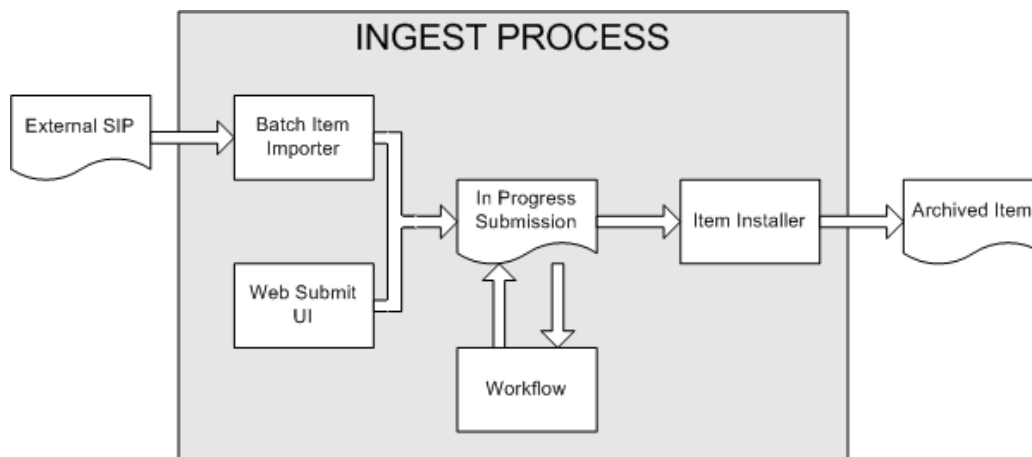 INGEST PROCESS
External SIP
Batch Item
Importer
In Progress
Submission
Item Installer
Archived Item
Web Submit
UI
Workflow